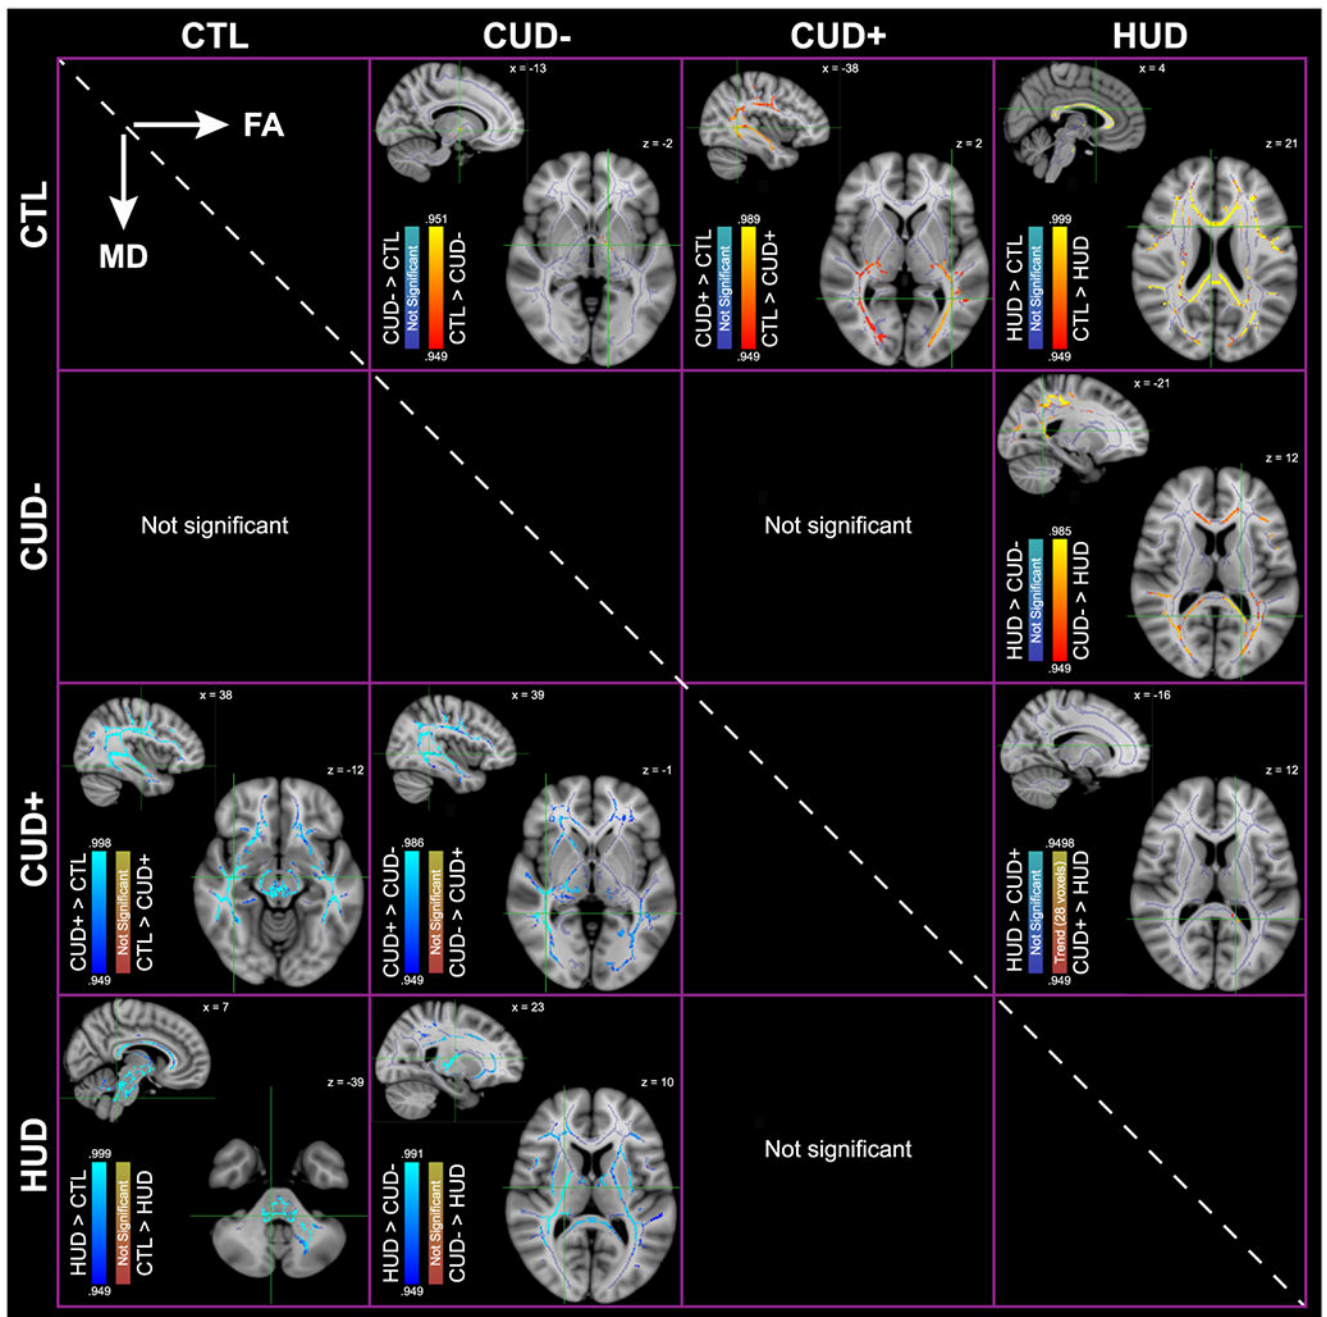 CTL CUD- CUD+ HUD
CTL
FA
MD
x = -13
z = -2
CUD- > CTL
Not Significant
.951
.949
CTL > CUD-
x = -38
z = 2
CUD+ > CTL
Not Significant
.989
.949
CTL > CUD+
x = 4
z = 21
HUD > CTL
Not Significant
.999
.949
CTL > HUD
CUD-
Not significant
Not significant
x = -21
z = 12
HUD > CUD-
Not Significant
.985
.949
CUD- > HUD
CUD+
x = 38
z = -12
CUD+ > CTL
.998
.949
Not Significant
CTL > CUD+
x = 39
z = -1
CUD+ > CUD-
.986
.949
Not Significant
CUD- > CUD+
x = -16
z = 12
HUD > CUD+
Not Significant
.9498
.949
Trend (28 voxels)
CUD+ > HUD
HUD
x = 7
z = -39
HUD > CTL
.999
.949
Not Significant
CTL > HUD
x = 23
z = 10
HUD > CUD-
.991
.949
Not Significant
CUD- > HUD
Not significant